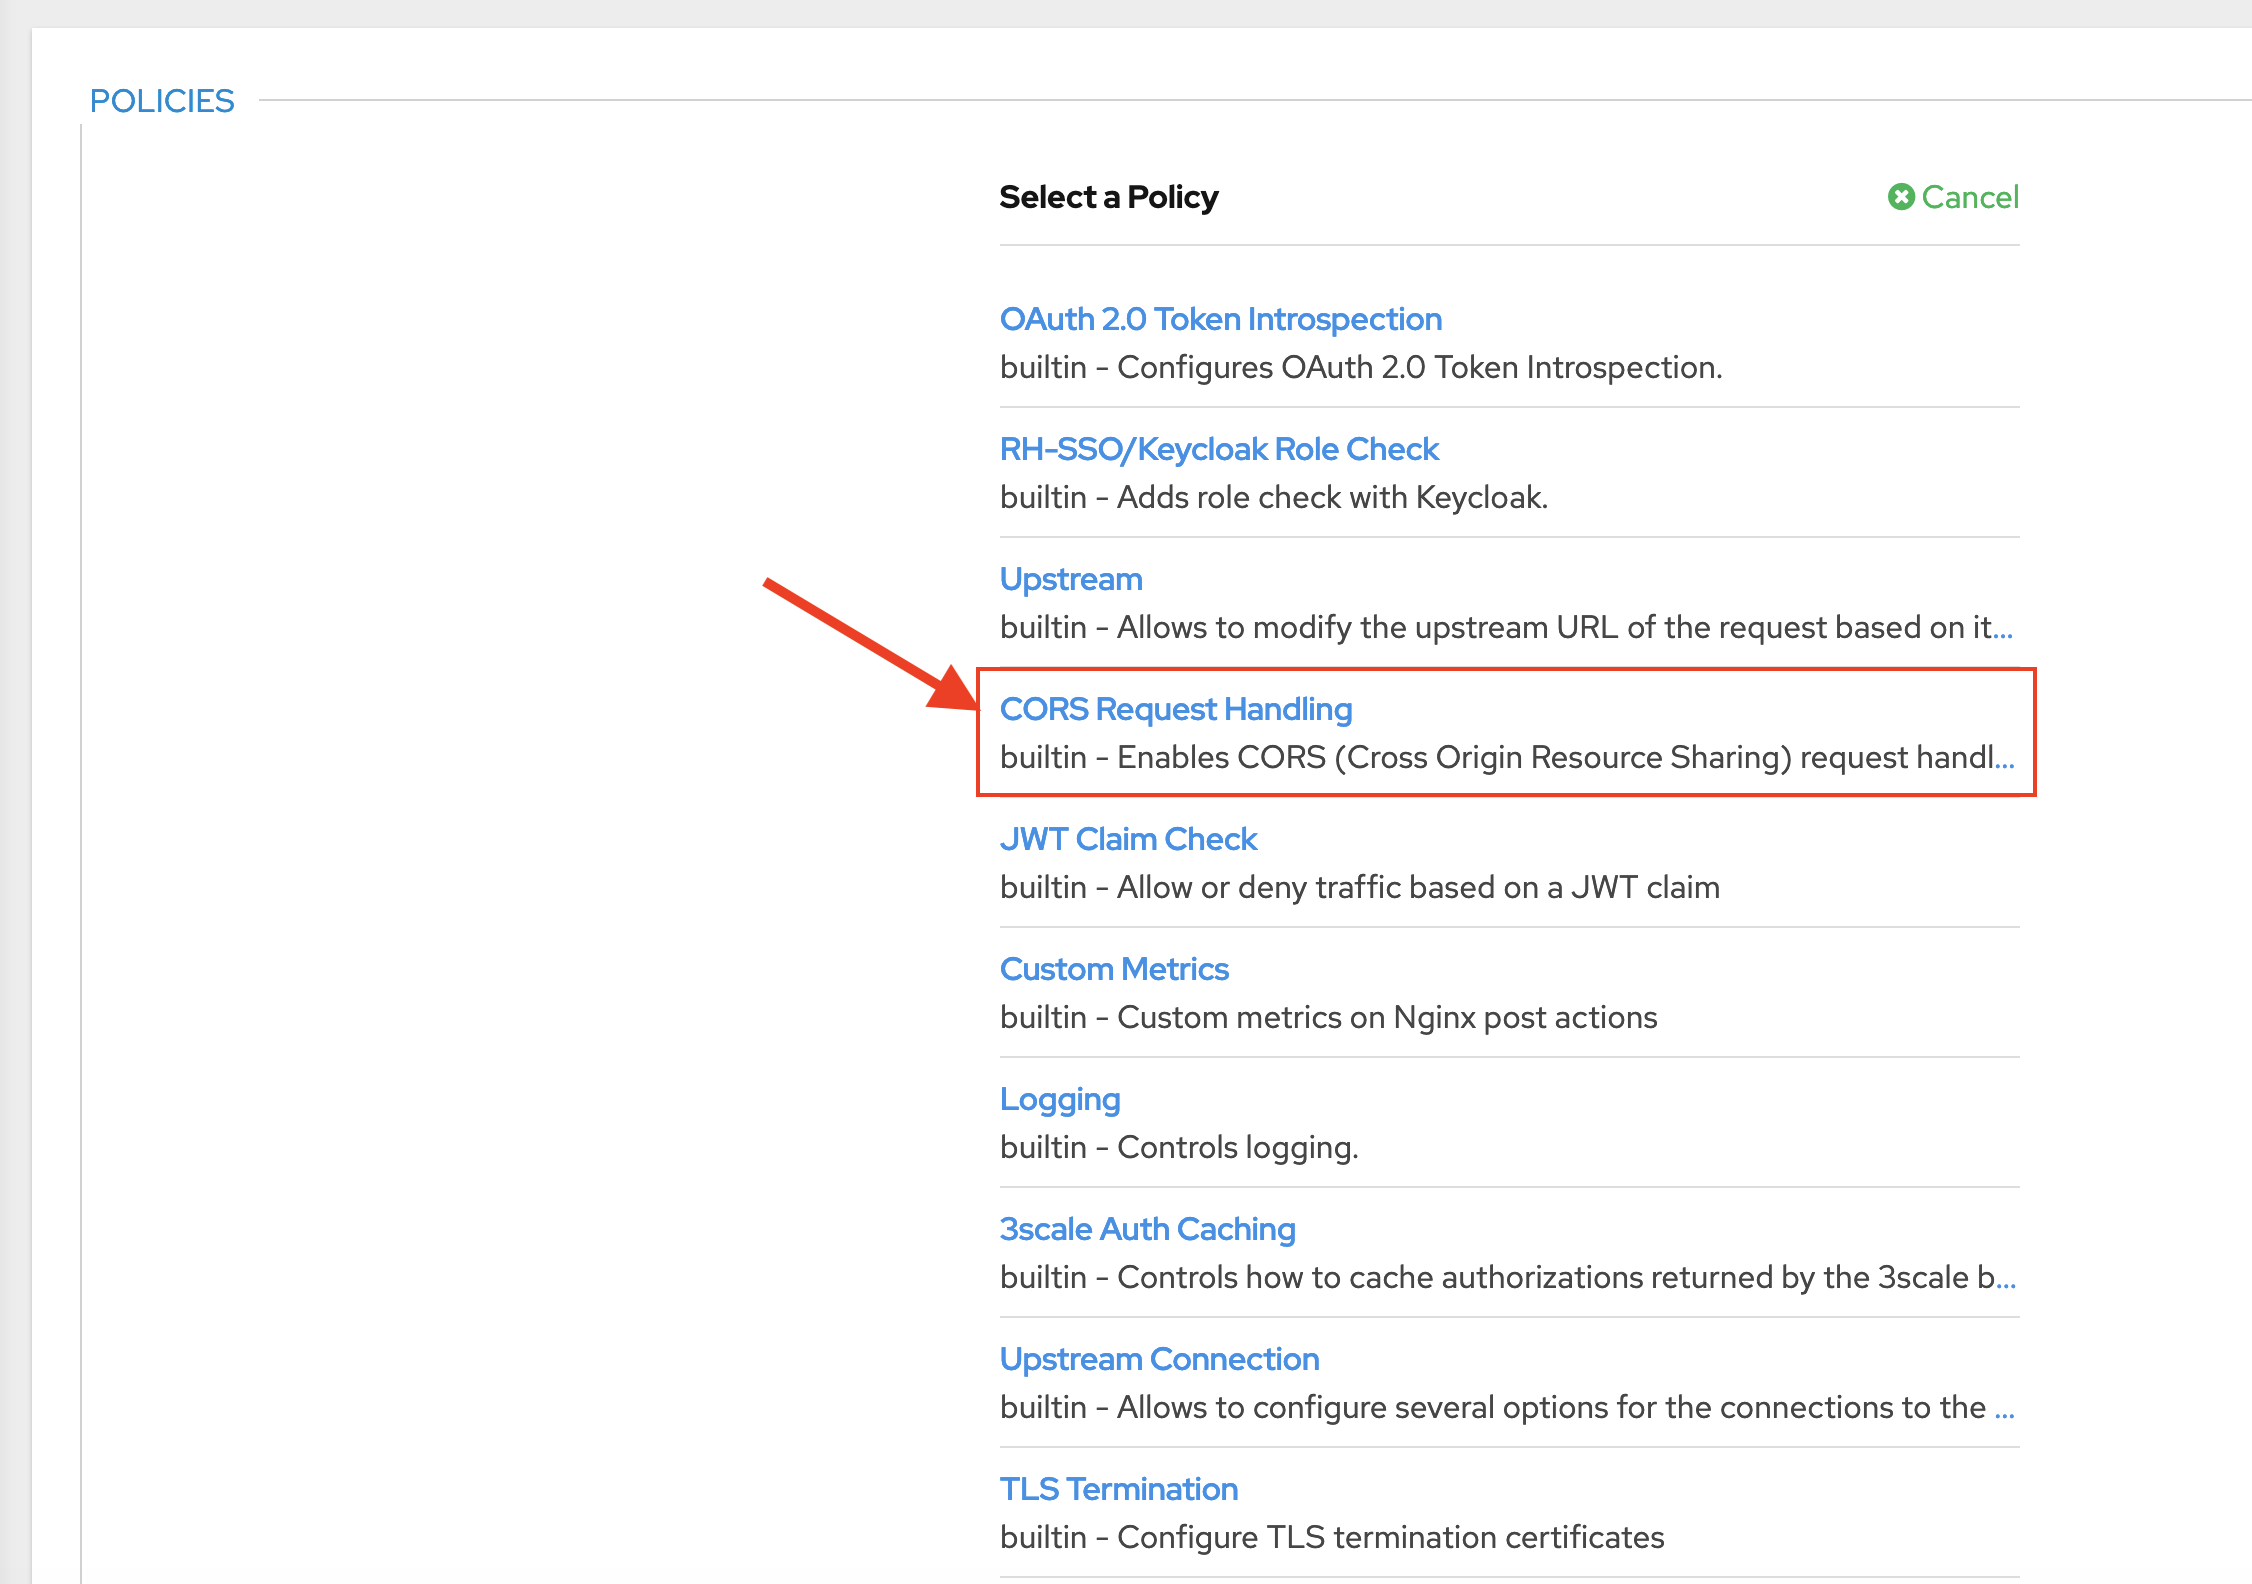 POLICIES
Select a Policy
Cancel
OAuth 2.0 Token Introspection
builtin - Configures OAuth 2.0 Token Introspection.
RH-SSO/Keycloak Role Check
builtin - Adds role check with Keycloak.
Upstream
builtin - Allows to modify the upstream URL of the request based on it...
CORS Request Handling
builtin - Enables CORS (Cross Origin Resource Sharing) request handl...
JWT Claim Check
builtin - Allow or deny traffic based on a JWT claim
Custom Metrics
builtin - Custom metrics on Nginx post actions
Logging
builtin - Controls logging.
3scale Auth Caching
builtin - Controls how to cache authorizations returned by the 3scale b...
Upstream Connection
builtin - Allows to configure several options for the connections to the ...
TLS Termination
builtin - Configure TLS termination certificates